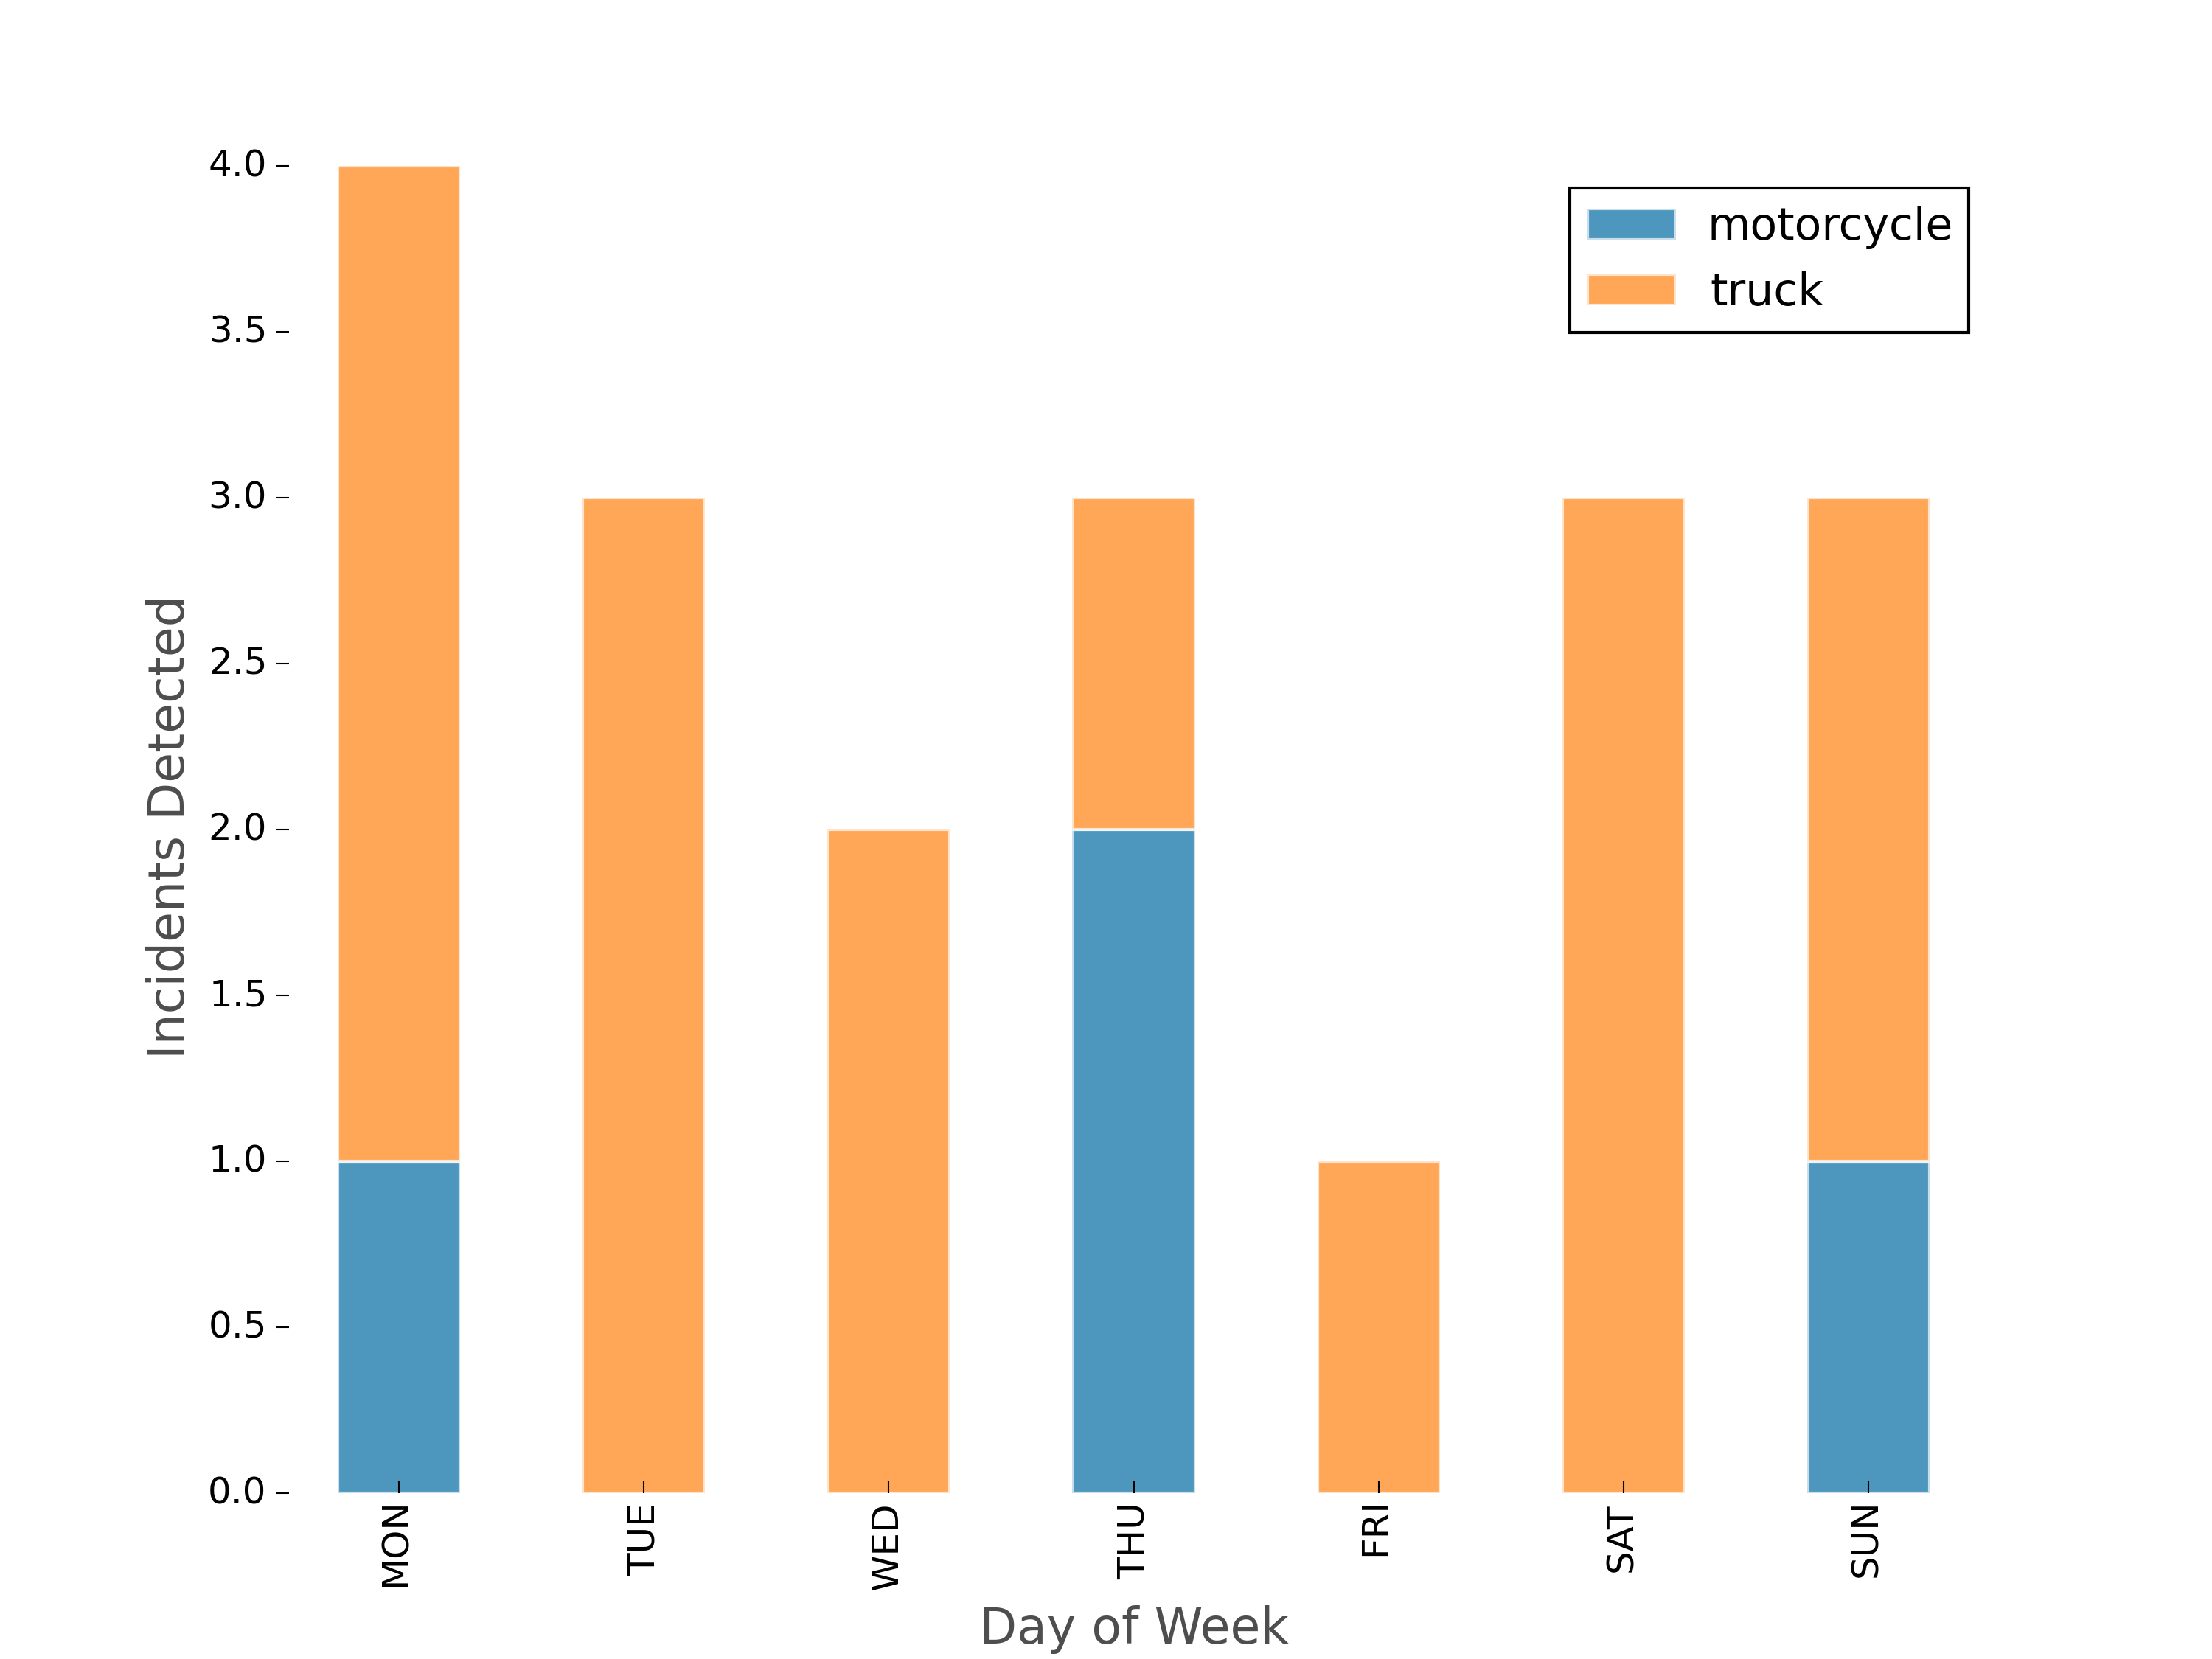 4.0
3.5
3.0
2.5
2.0
1.5
1.0
0.5
0.0
Incidents Detected
motorcycle
truck
MON TUE WED THU FRI SAT SUN
Day of Week